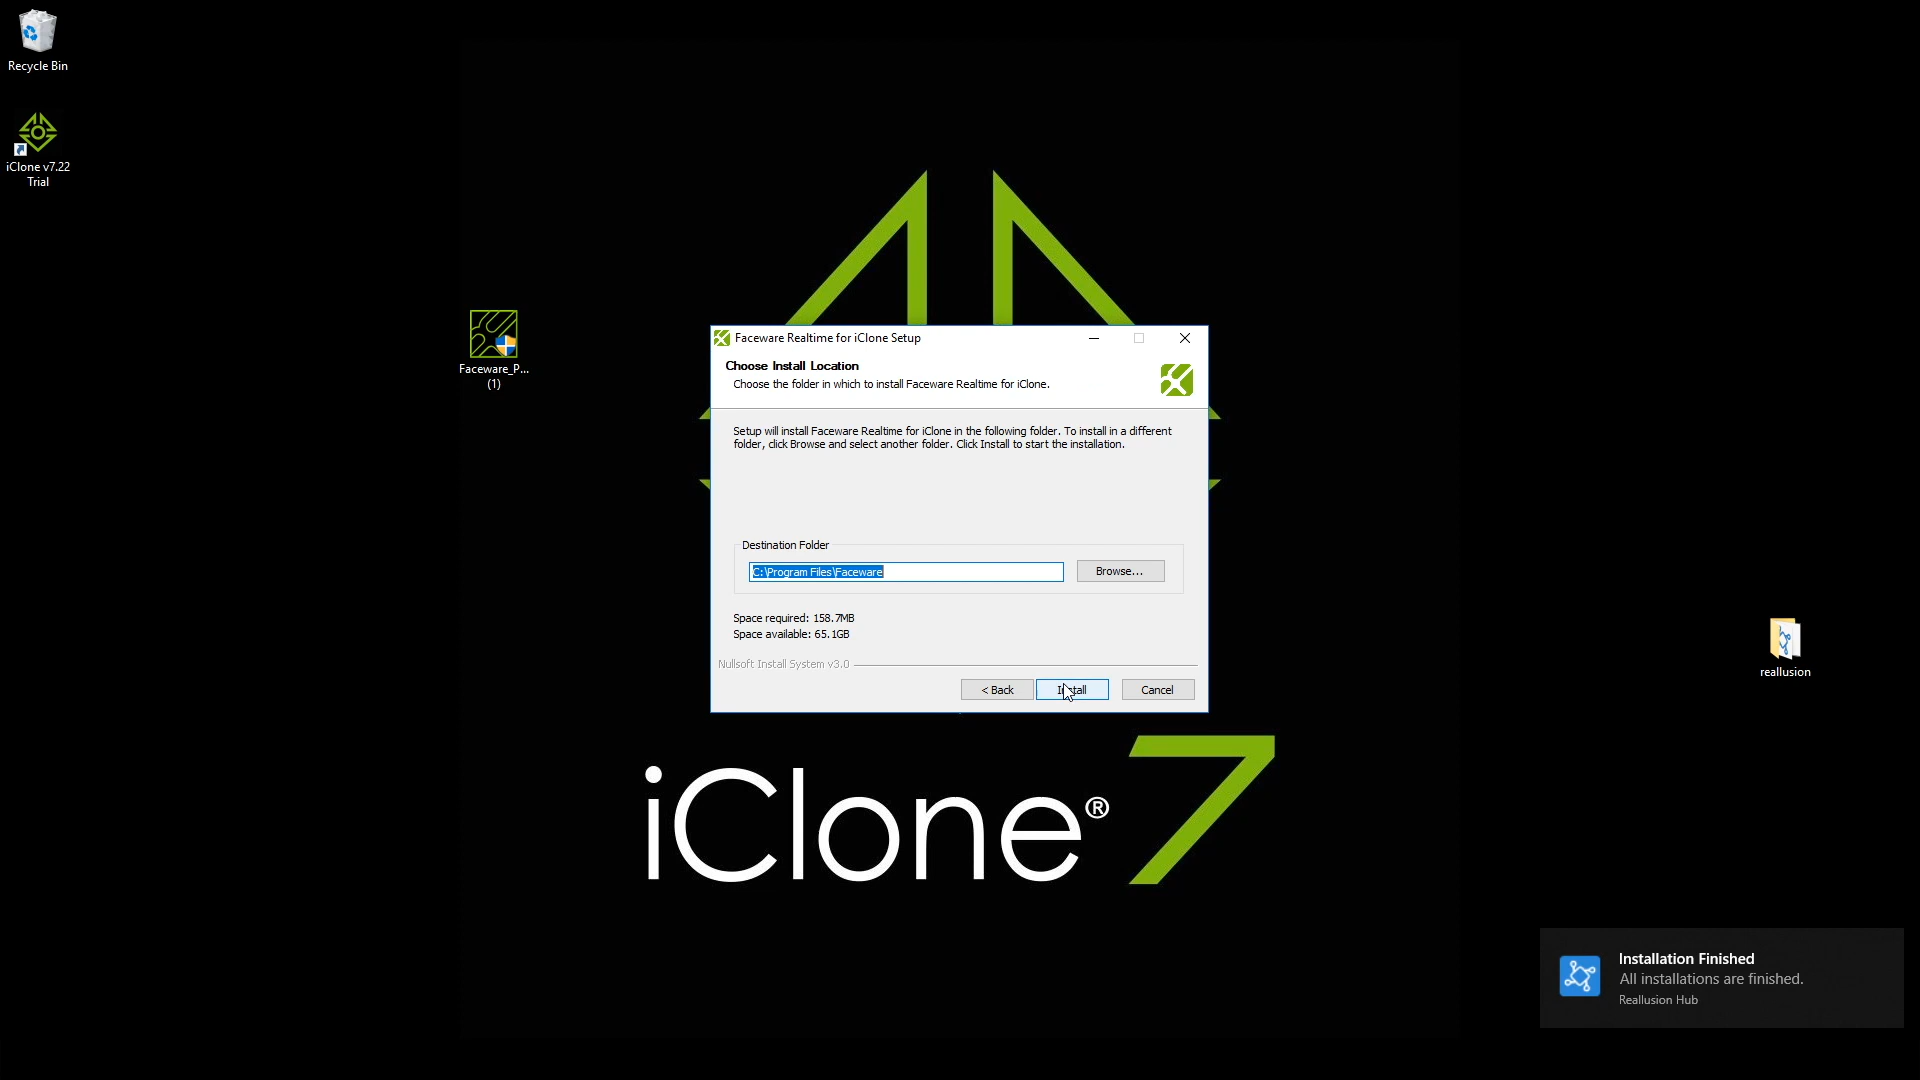 Recycle Bin
iClone v7.22
Trial
Faceware_P...
(1)
Faceware Realtime for iClone Setup
Choose Install Location
Choose the folder in which to install Faceware Realtime for iClone.
Setup will install Faceware Realtime for iClone in the following folder. To install in a different
folder, click Browse and select another folder. Click Install to start the installation.
Destination Folder
C:\Program Files\Faceware
Browse...
Space required: 158.7MB
Space available: 65.1GB
Nullsoft Install System v3.0
< Back
Install
Cancel
reallusion
iClone® 7
Installation Finished
All installations are finished.
Reallusion Hub